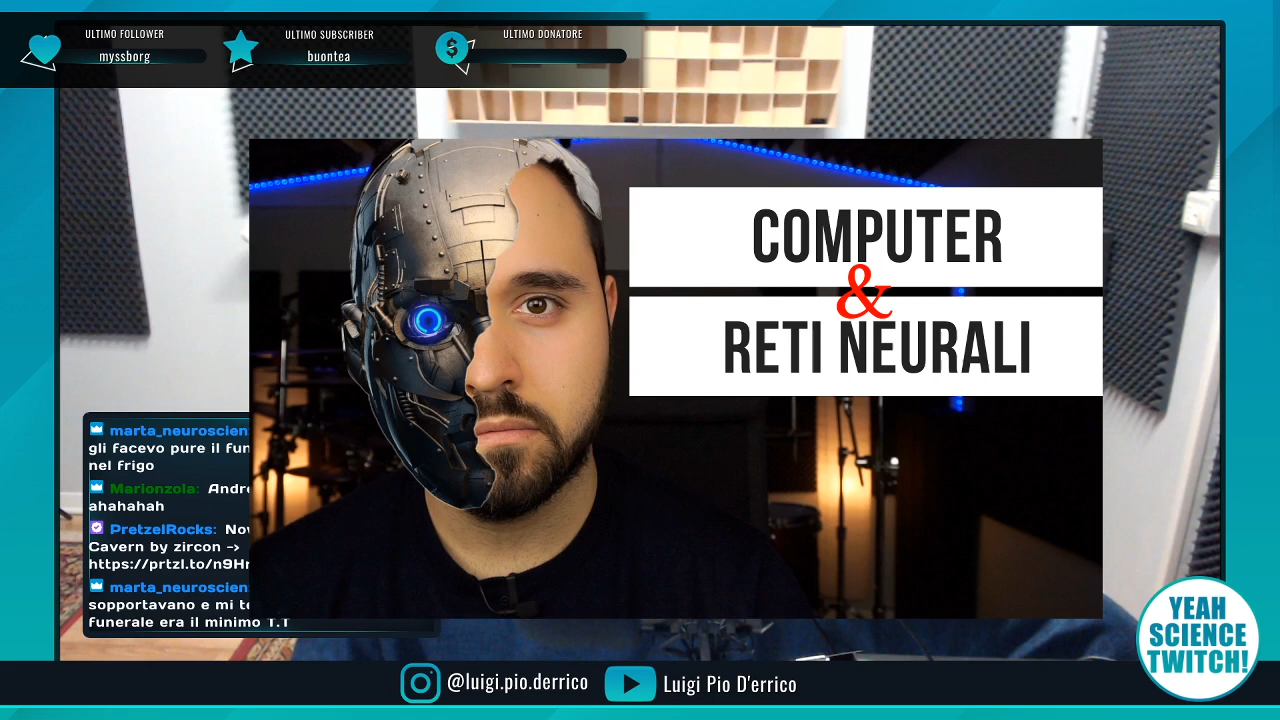 ULTIMO FOLLOWER
myssborg
ULTIMO SUBSCRIBER
buontea
ULTIMO DONATORE
COMPUTER
&
RETI NEURALI
gli facevo pure il
nel frigo
Marionzola:
ahahahah
PretzelRocks:
Cavern by zircon ->
sopportavano e mi
funerale era il minimo T.T
YEAH
SCIENCE
TWITCH!
@luigi.pio.derrico
Luigi Pio D'errico